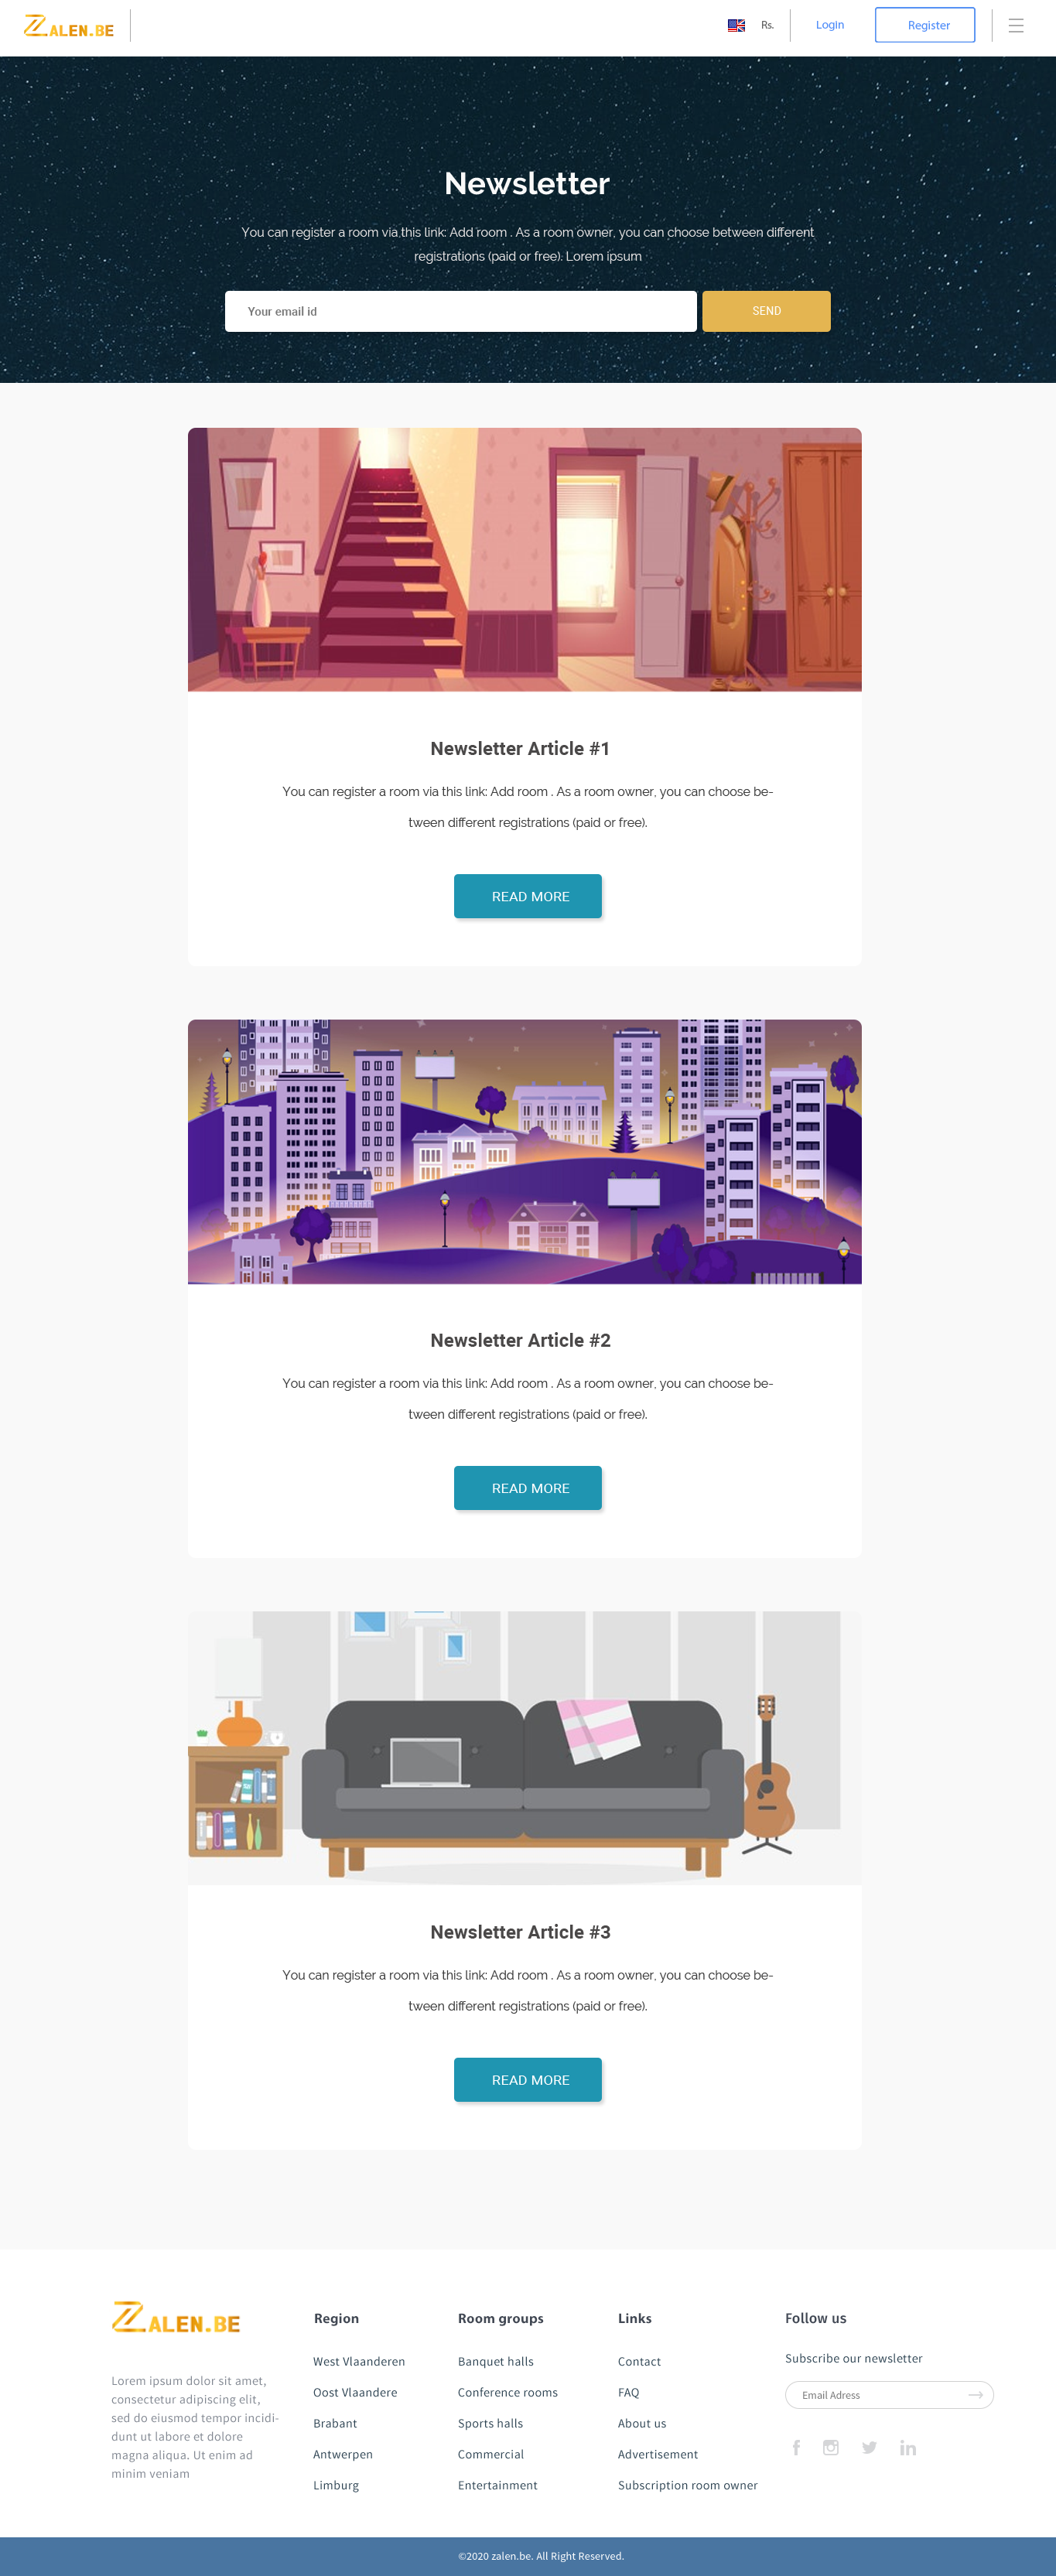 ZALEN.BE
Rs.
Login
Register
Newsletter
You can register a room via this link: Add room . As a room owner, you can choose between different
registrations (paid or free). Lorem ipsum
Your email id
SEND
Newsletter Article #1
You can register a room via this link: Add room . As a room owner, you can choose be-
tween different registrations (paid or free).
READ MORE
Newsletter Article #2
You can register a room via this link: Add room . As a room owner, you can choose be-
tween different registrations (paid or free).
READ MORE
Newsletter Article #3
You can register a room via this link: Add room . As a room owner, you can choose be-
tween different registrations (paid or free).
READ MORE
ZALEN.BE
Lorem ipsum dolor sit amet,
consectetur adipiscing elit,
sed do eiusmod tempor incidi-
dunt ut labore et dolore
magna aliqua. Ut enim ad
minim veniam
Region
West Vlaanderen
Oost Vlaandere
Brabant
Antwerpen
Limburg
Room groups
Banquet halls
Conference rooms
Sports halls
Commercial
Entertainment
Links
Contact
FAQ
About us
Advertisement
Subscription room owner
Follow us
Subscribe our newsletter
Email Adress
©2020 zalen.be. All Right Reserved.